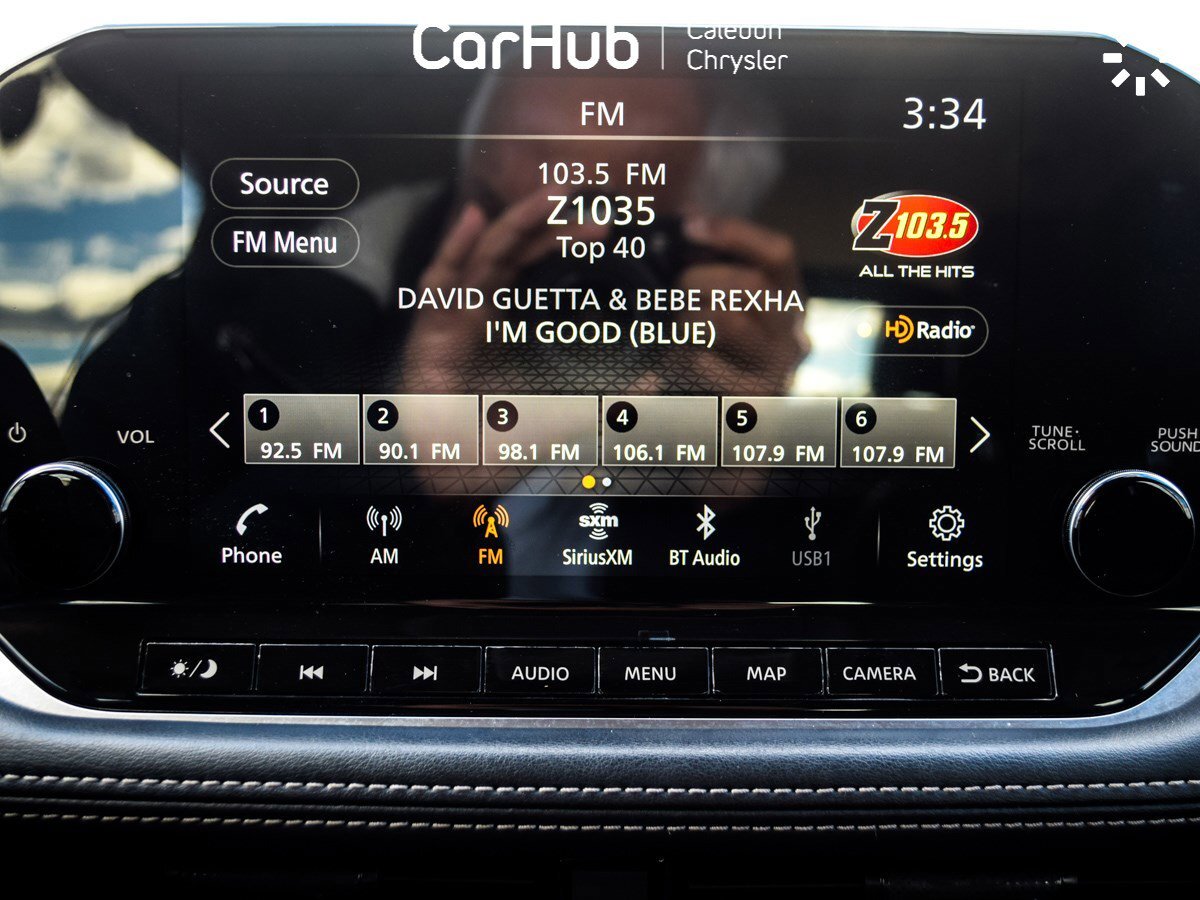 CarHub
Caledon
Chrysler
FM
3:34
Source
FM Menu
103.5 FM
Z1035
Top 40
Z103.5
ALL THE HITS
DAVID GUETTA & BEBE REXHA
I'M GOOD (BLUE)
HD Radio
VOL
1 92.5 FM
2 90.1 FM
3 98.1 FM
4 106.1 FM
5 107.9 FM
6 107.9 FM
TUNE·
SCROLL
PUSH
SOUND
Phone
AM
FM
sxm
SiriusXM
BT Audio
USB1
Settings
AUDIO
MENU
MAP
CAMERA
BACK